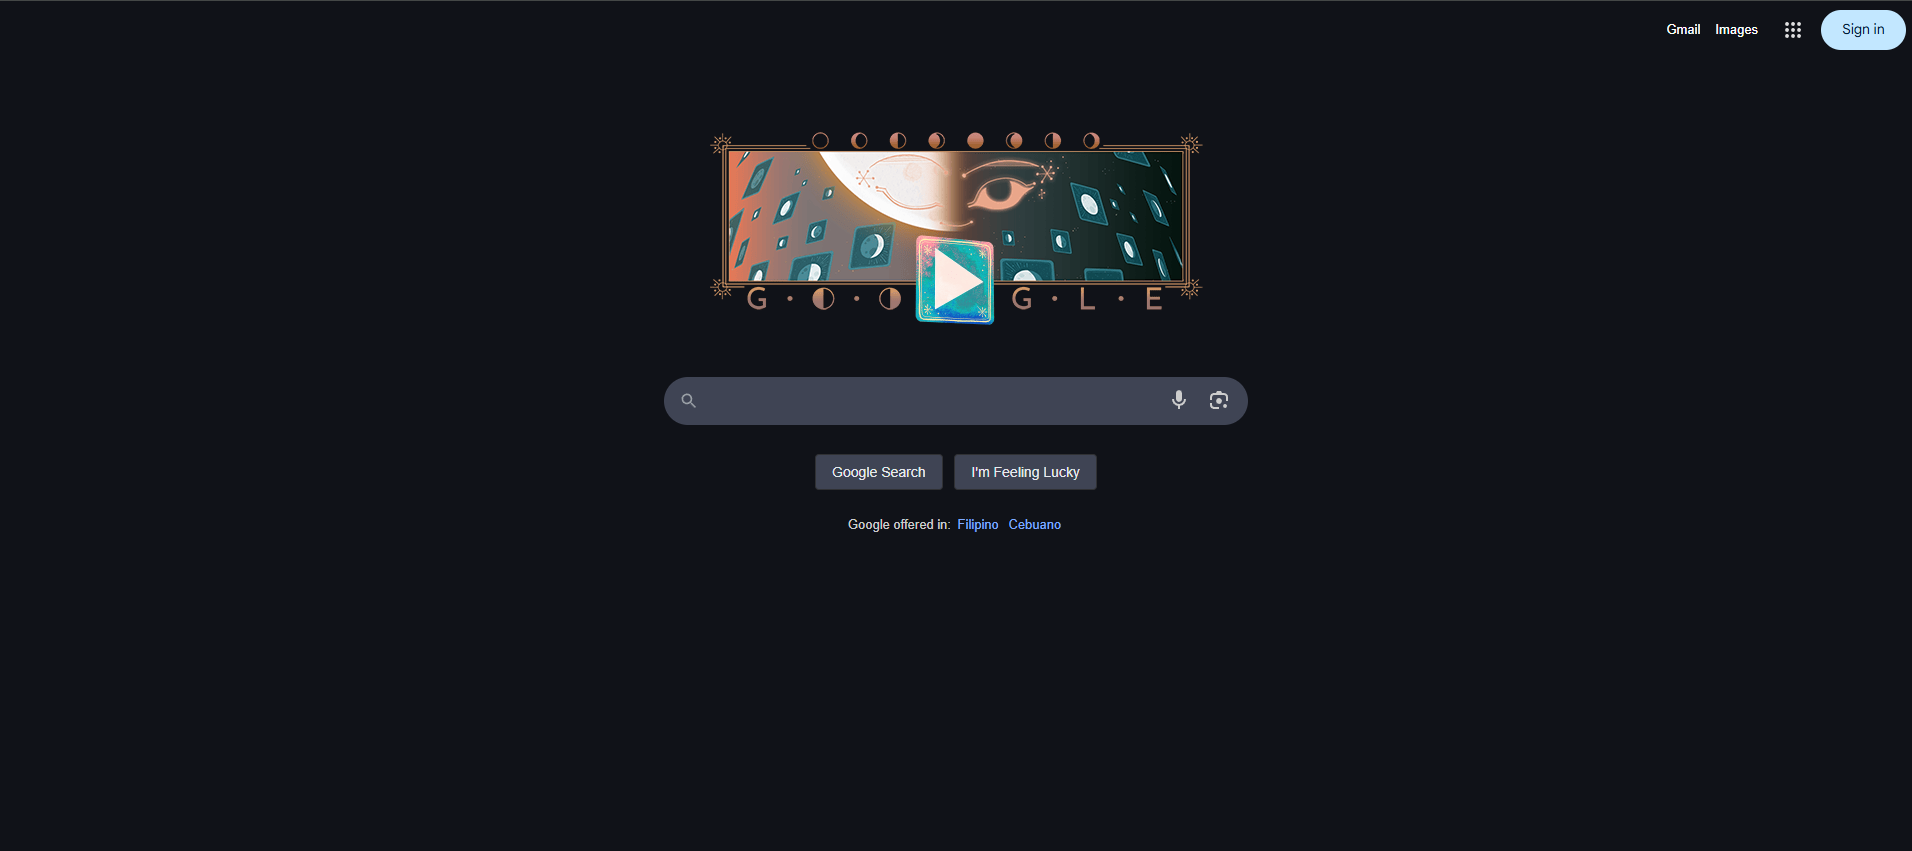 Gmail Images Sign in
G · O · O G · L · E
Google Search I'm Feeling Lucky
Google offered in: Filipino Cebuano